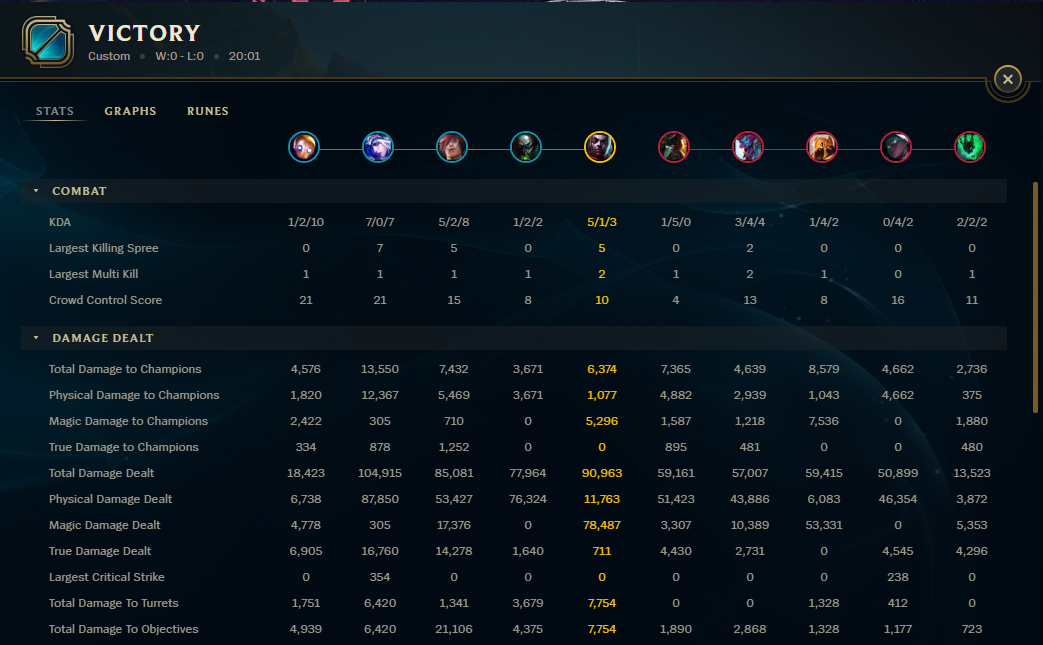 VICTORY
Custom • W:0 - L:0 • 20:01
STATS GRAPHS RUNES
COMBAT
KDA 1/2/10 7/0/7 5/2/8 1/2/2 5/1/3 1/5/0 3/4/4 1/4/2 0/4/2 2/2/2
Largest Killing Spree 0 7 5 0 5 0 2 0 0 0
Largest Multi Kill 1 1 1 1 2 1 2 1 0 1
Crowd Control Score 21 21 15 8 10 4 13 8 16 11
DAMAGE DEALT
Total Damage to Champions 4,576 13,550 7,432 3,671 6,374 7,365 4,639 8,579 4,662 2,736
Physical Damage to Champions 1,820 12,367 5,469 3,671 1,077 4,882 2,939 1,043 4,662 375
Magic Damage to Champions 2,422 305 710 0 5,296 1,587 1,218 7,536 0 1,880
True Damage to Champions 334 878 1,252 0 0 895 481 0 0 480
Total Damage Dealt 18,423 104,915 85,081 77,964 90,963 59,161 57,007 59,415 50,899 13,523
Physical Damage Dealt 6,738 87,850 53,427 76,324 11,763 51,423 43,886 6,083 46,354 3,872
Magic Damage Dealt 4,778 305 17,376 0 78,487 3,307 10,389 53,331 0 5,353
True Damage Dealt 6,905 16,760 14,278 1,640 711 4,430 2,731 0 4,545 4,296
Largest Critical Strike 0 354 0 0 0 0 0 0 238 0
Total Damage To Turrets 1,751 6,420 1,341 3,679 7,754 0 0 1,328 412 0
Total Damage To Objectives 4,939 6,420 21,106 4,375 7,754 1,890 2,868 1,328 1,177 723